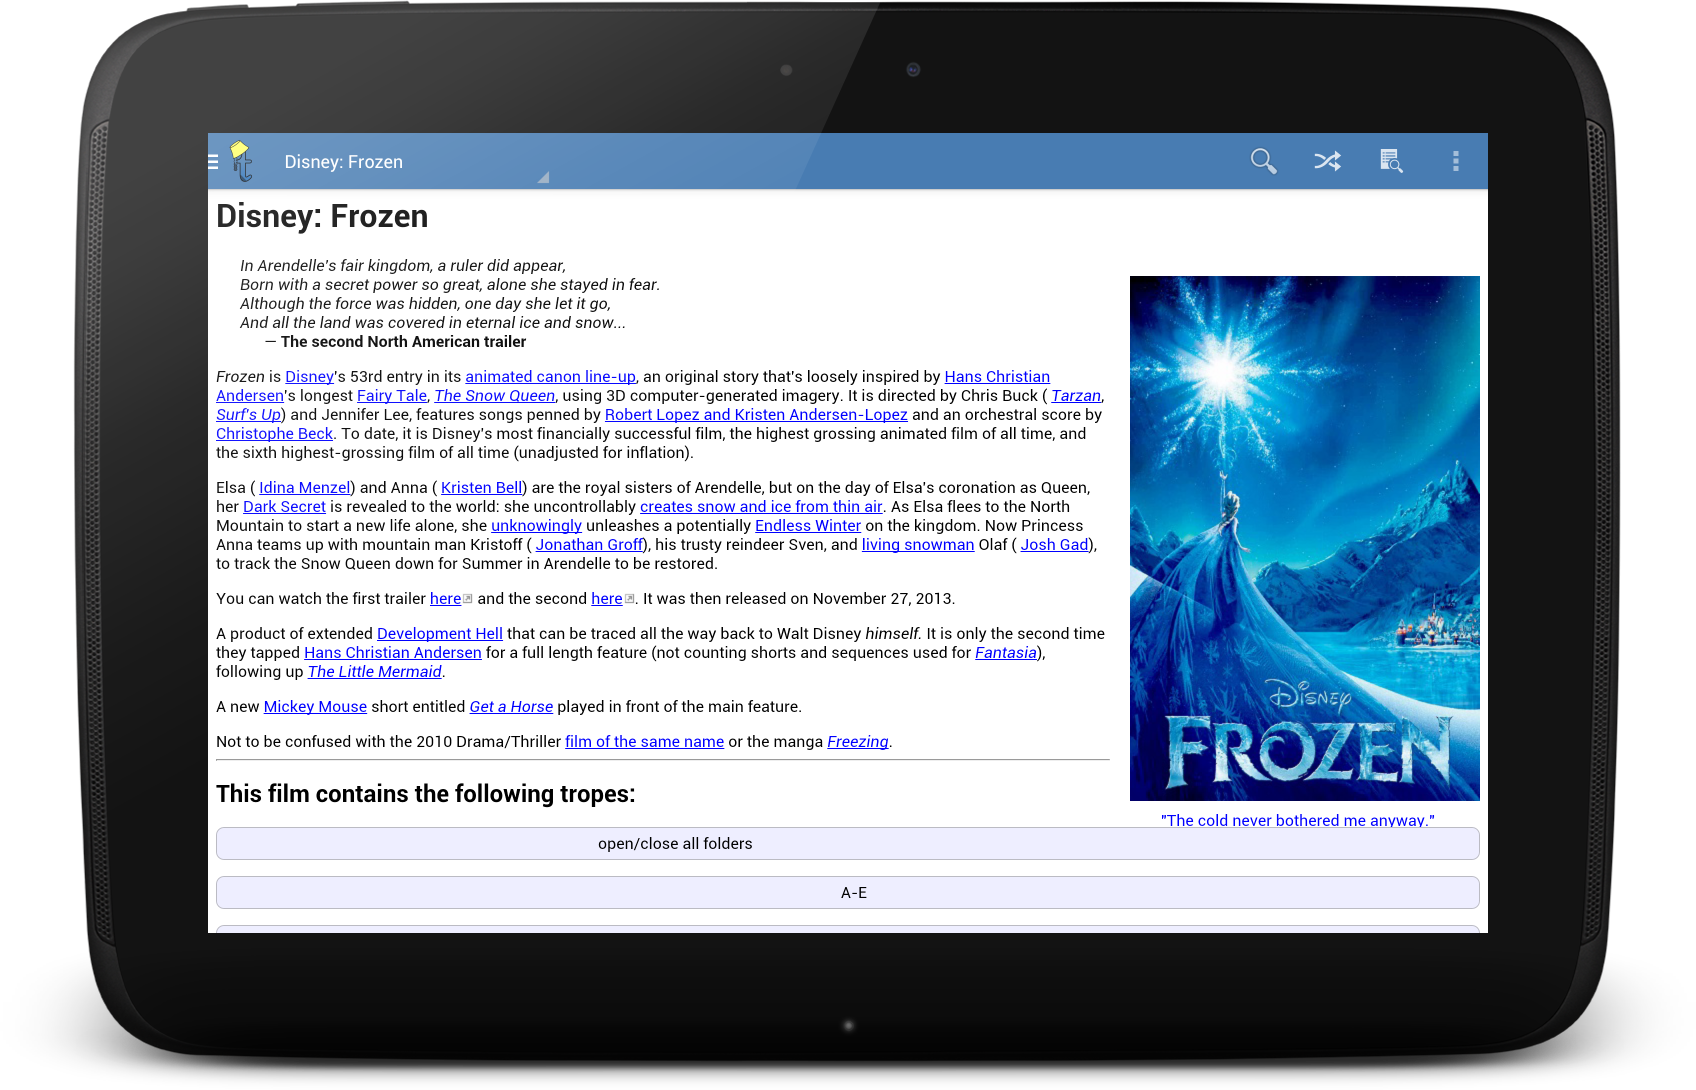 Disney: Frozen
Disney: Frozen
In Arendelle's fair kingdom, a ruler did appear,
Born with a secret power so great, alone she stayed in fear.
Although the force was hidden, one day she let it go,
And all the land was covered in eternal ice and snow...
— The second North American trailer
Frozen is Disney's 53rd entry in its animated canon line-up, an original story that's loosely inspired by Hans Christian
Andersen's longest Fairy Tale, The Snow Queen, using 3D computer-generated imagery. It is directed by Chris Buck ( Tarzan,
Surf's Up) and Jennifer Lee, features songs penned by Robert Lopez and Kristen Andersen-Lopez and an orchestral score by
Christophe Beck. To date, it is Disney's most financially successful film, the highest grossing animated film of all time, and
the sixth highest-grossing film of all time (unadjusted for inflation).
Elsa ( Idina Menzel) and Anna ( Kristen Bell) are the royal sisters of Arendelle, but on the day of Elsa's coronation as Queen,
her Dark Secret is revealed to the world: she uncontrollably creates snow and ice from thin air. As Elsa flees to the North
Mountain to start a new life alone, she unknowingly unleashes a potentially Endless Winter on the kingdom. Now Princess
Anna teams up with mountain man Kristoff ( Jonathan Groff), his trusty reindeer Sven, and living snowman Olaf ( Josh Gad),
to track the Snow Queen down for Summer in Arendelle to be restored.
You can watch the first trailer here and the second here. It was then released on November 27, 2013.
A product of extended Development Hell that can be traced all the way back to Walt Disney himself. It is only the second time
they tapped Hans Christian Andersen for a full length feature (not counting shorts and sequences used for Fantasia),
following up The Little Mermaid.
A new Mickey Mouse short entitled Get a Horse played in front of the main feature.
Not to be confused with the 2010 Drama/Thriller film of the same name or the manga Freezing.
Disney
FROZEN
"The cold never bothered me anyway."
This film contains the following tropes:
open/close all folders
A-E